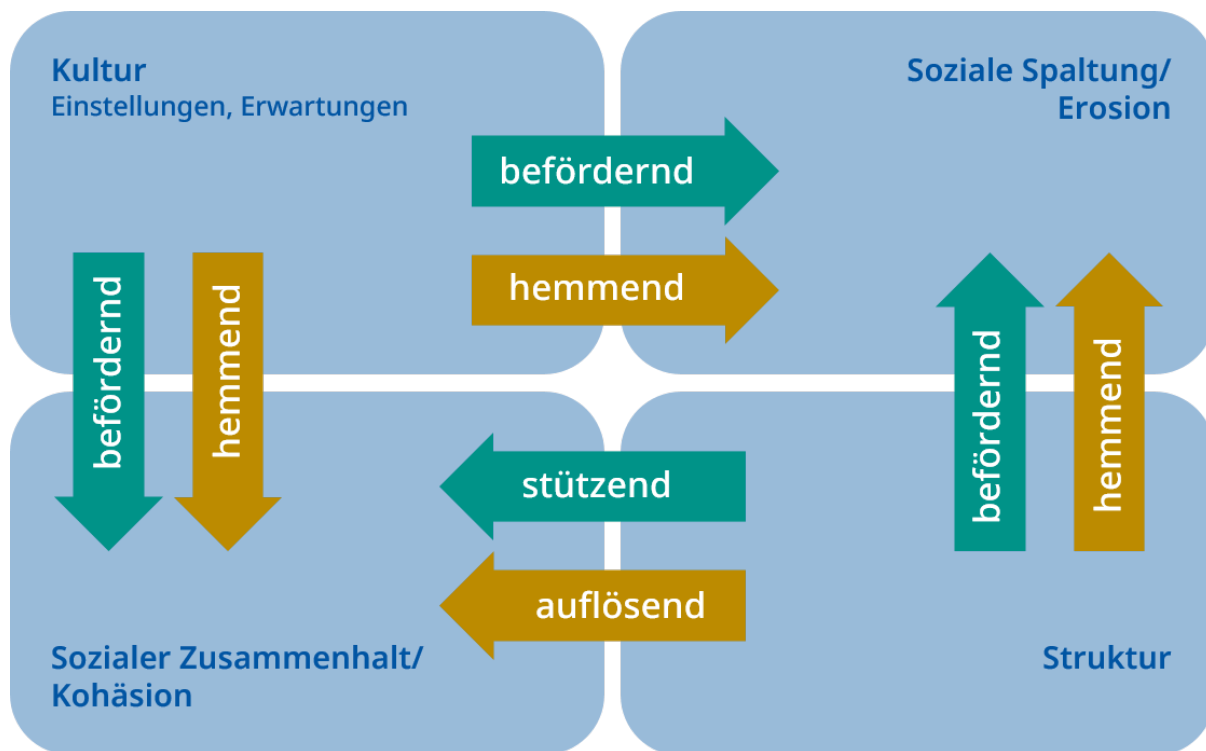 Kultur
Einstellungen, Erwartungen
Soziale Spaltung/
Erosion
befördernd
hemmend
befördernd
hemmend
befördernd
hemmend
stützend
auflösend
Sozialer Zusammenhalt/
Kohäsion
Struktur